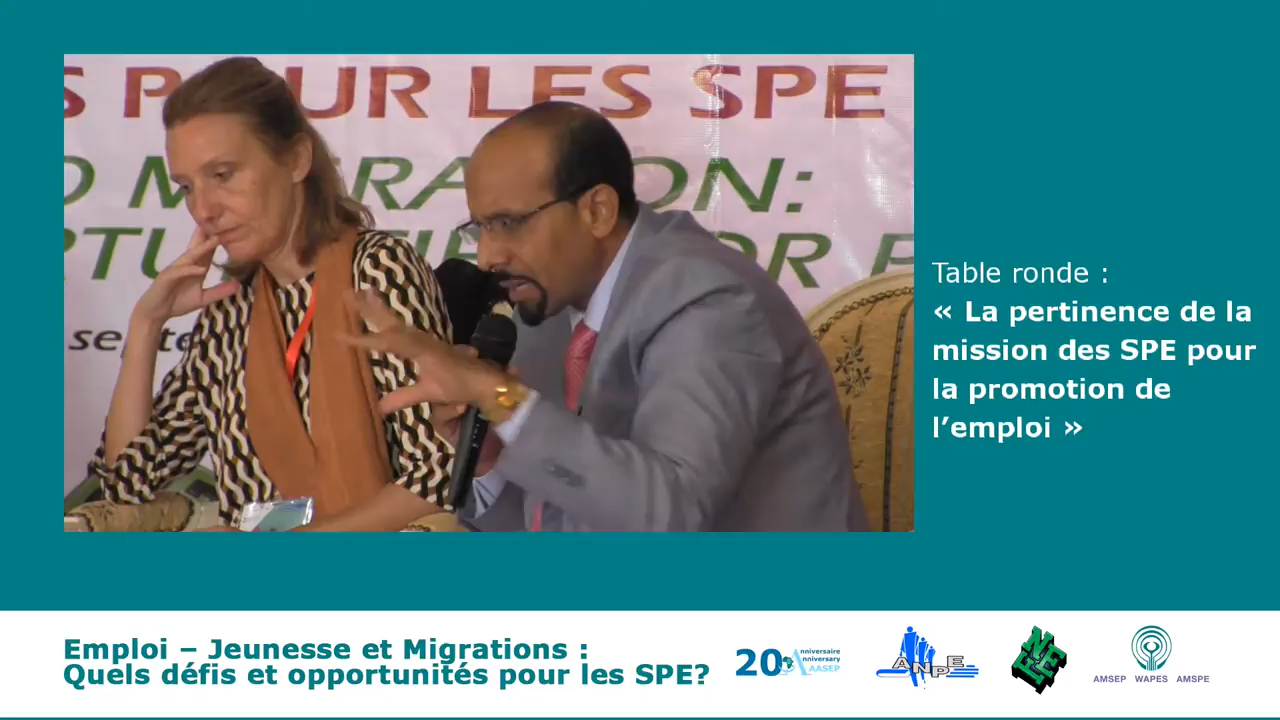 S POUR LES SPE
septe
Table ronde :
« La pertinence de la
mission des SPE pour
la promotion de
l’emploi »
Emploi – Jeunesse et Migrations :
Quels défis et opportunités pour les SPE?
20
Anniversaire
Anniversary
AASEP
ANPE
AMSEP WAPES AMSPE